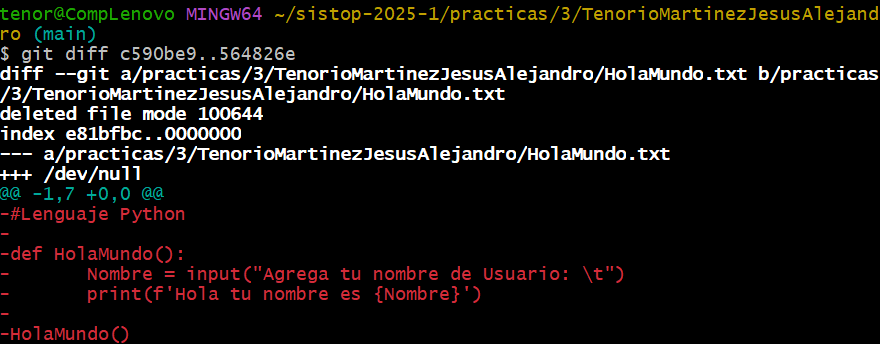 tenor@CompLenovo MINGW64 ~/sistop-2025-1/practicas/3/TenorioMartinezJesusAlejand
ro (main)
$ git diff c590be9..564826e
diff --git a/practicas/3/TenorioMartinezJesusAlejandro/HolaMundo.txt b/practicas
/3/TenorioMartinezJesusAlejandro/HolaMundo.txt
deleted file mode 100644
index e81bfbc..0000000
--- a/practicas/3/TenorioMartinezJesusAlejandro/HolaMundo.txt
+++ /dev/null
@@ -1,7 +0,0 @@
-#Lenguaje Python
-
-def HolaMundo():
-       Nombre = input("Agrega tu nombre de Usuario: \t")
-       print(f'Hola tu nombre es {Nombre}')
-
-HolaMundo()